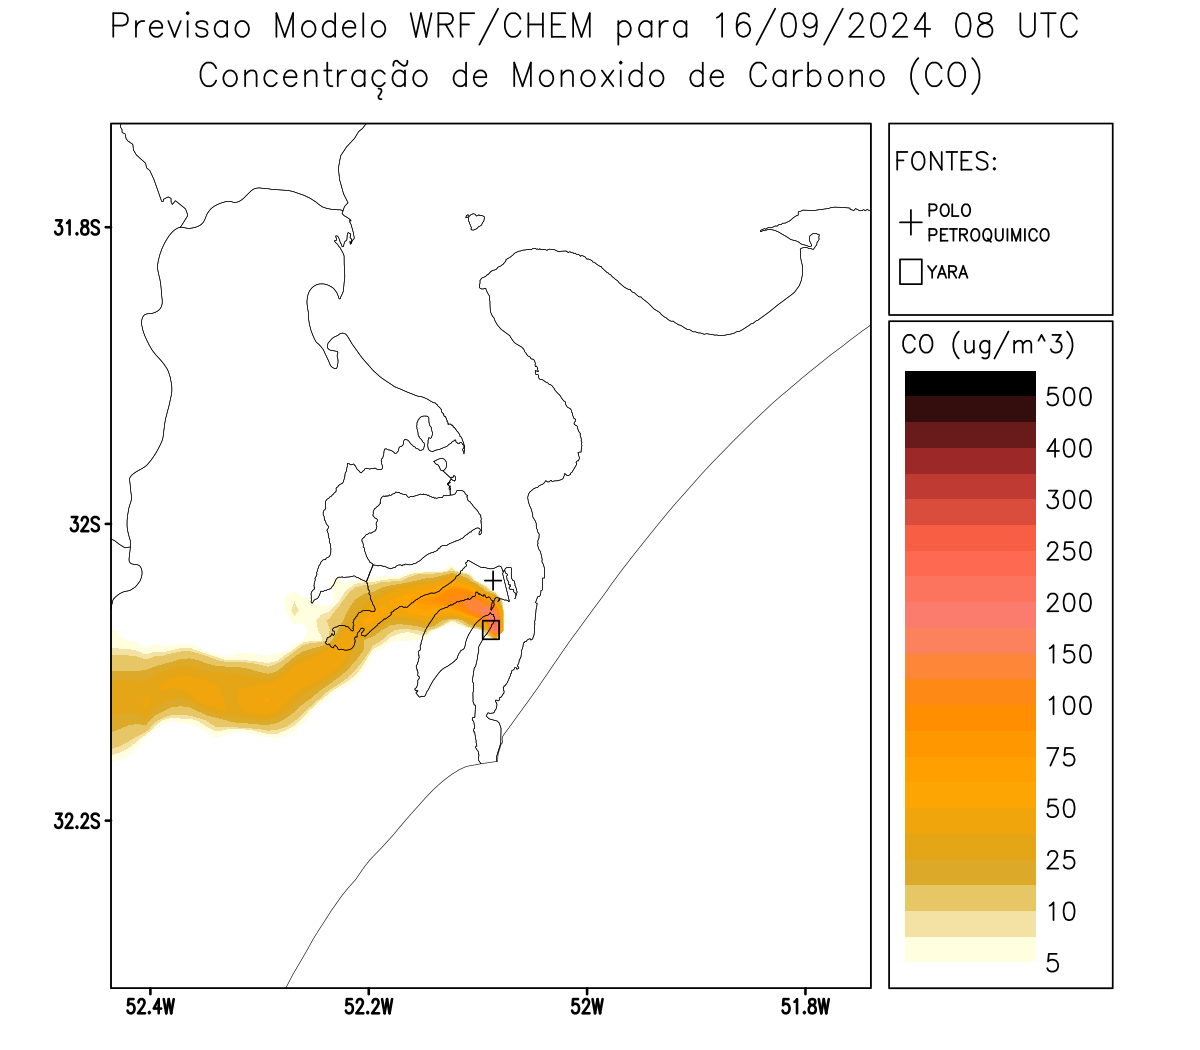 Previsao Modelo WRF/CHEM para 16/09/2024 08 UTC
Concentração de Monoxido de Carbono (CO)
FONTES:
POLO
PETROQUIMICO
YARA
CO (ug/m^3)
500
400
300
250
200
150
100
75
50
25
10
5
31.8S
32S
32.2S
52.4W
52.2W
52W
51.8W